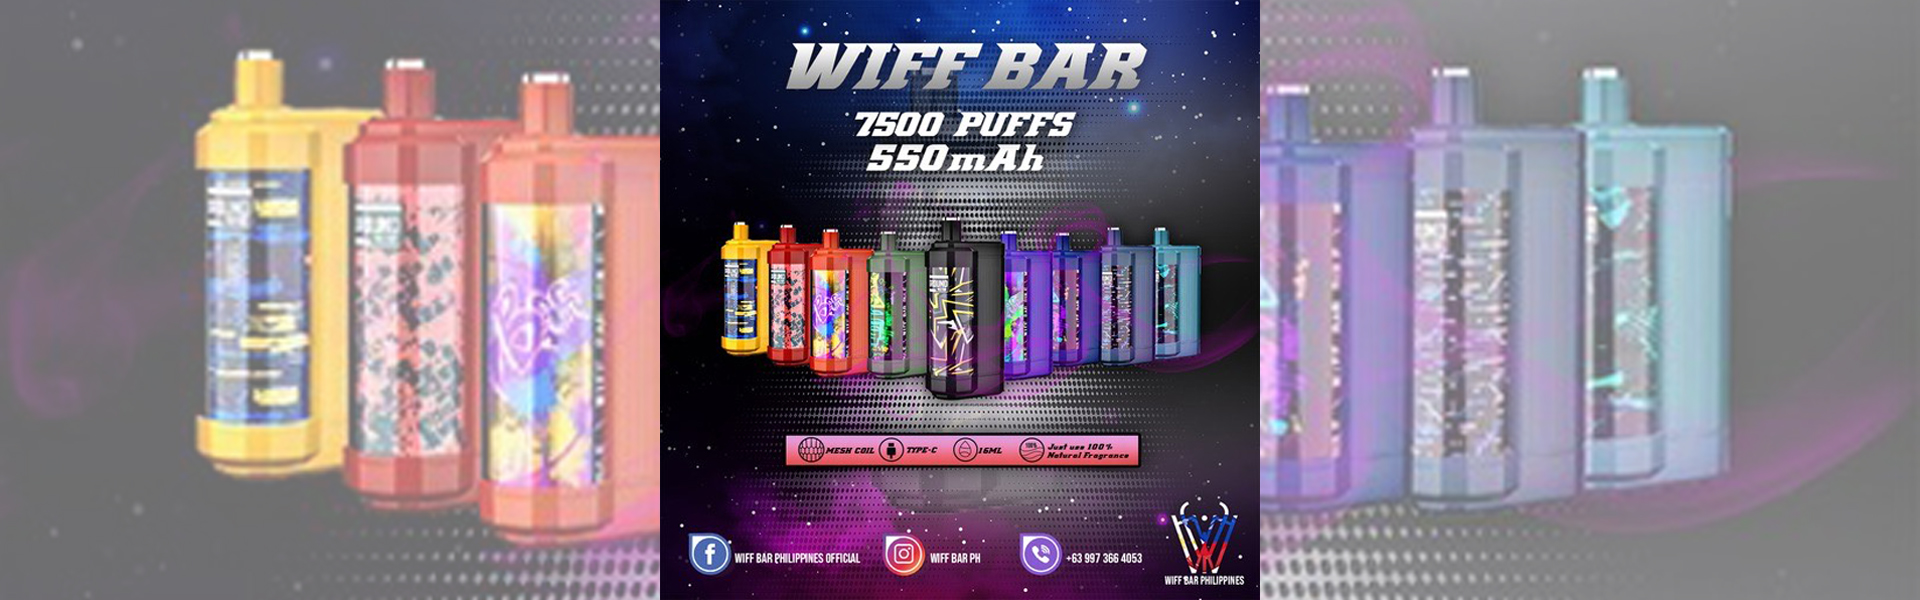 WIFF BAR
7500 PUFFS
550mAh
MESH COIL
TYPE-C
16ML
100%
Just use 100%
Natural Fragrance
WIFF BAR PHILIPPINES OFFICIAL
WIFF BAR PH
+63 997 366 4053
WIFF BAR PHILIPPINES